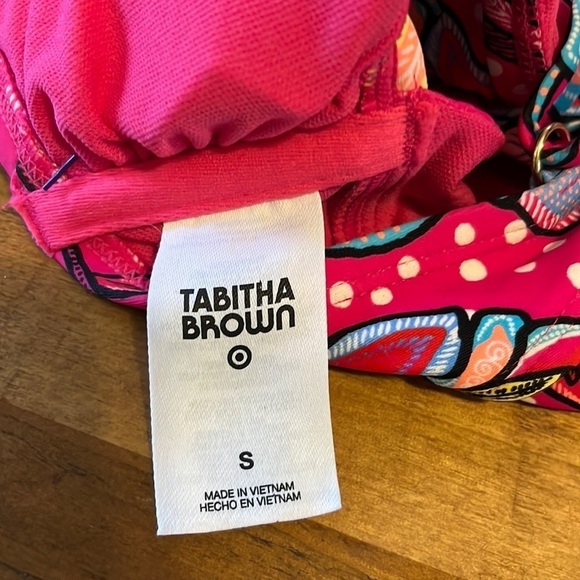 TABITHA
BROWN
S
MADE IN VIETNAM
HECHO EN VIETNAM